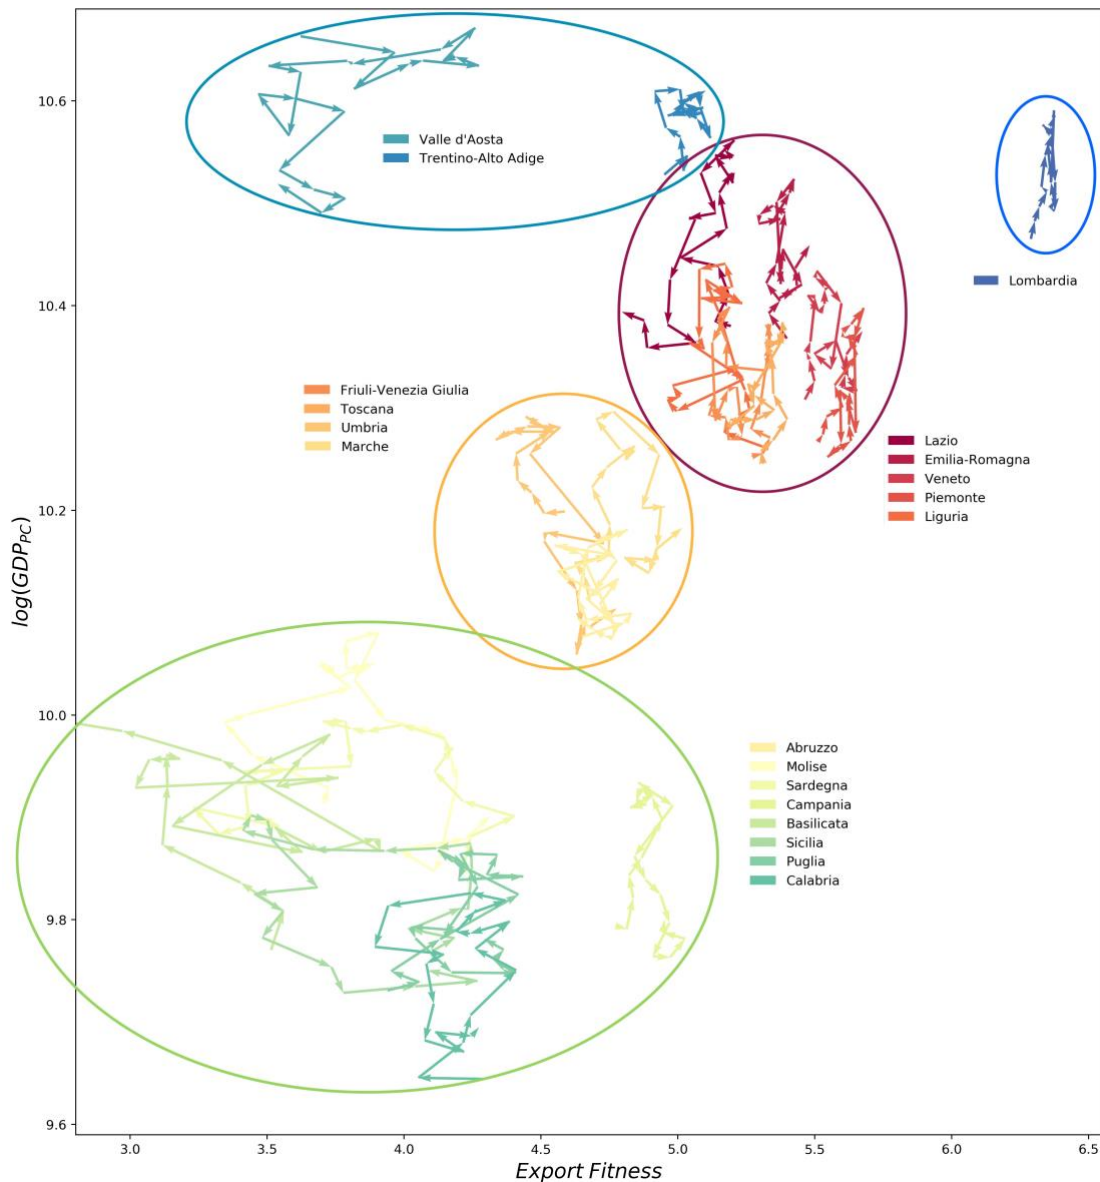 10.6
10.4
10.2
10.0
9.8
9.6
log(GDP_PC)
Valle d'Aosta
Trentino-Alto Adige
Lombardia
Friuli-Venezia Giulia
Toscana
Umbria
Marche
Lazio
Emilia-Romagna
Veneto
Piemonte
Liguria
Abruzzo
Molise
Sardegna
Campania
Basilicata
Sicilia
Puglia
Calabria
3.0 3.5 4.0 4.5 5.0 5.5 6.0 6.5
Export Fitness